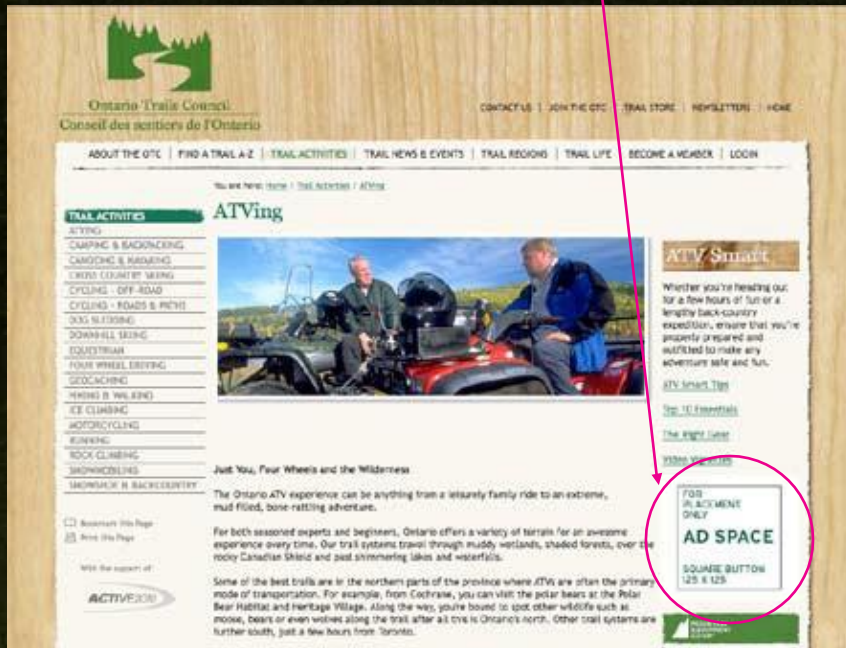 Ontario Trails Council
Conseil des sentiers de l'Ontario
CONTACT US | JOIN THE OTC | TRAIL STORE | NEWSLETTERS | HOME
ABOUT THE OTC | FIND A TRAIL A-Z | TRAIL ACTIVITIES | TRAIL NEWS & EVENTS | TRAIL REGIONS | TRAIL LIFE | BECOME A MEMBER | LOGIN
You are here: Home / Trail Activities / ATVing
TRAIL ACTIVITIES
ATVING
CAMPING & BACKPACKING
CANOEING & KAYAKING
CROSS COUNTRY SKIING
CYCLING - OFF-ROAD
CYCLING - ROADS & PATHS
DOG SLEDDING
DOWNHILL SKIING
EQUESTRIAN
FOUR WHEEL DRIVING
GEOCACHING
HIKING & WALKING
ICE CLIMBING
MOTORCYCLING
RUNNING
ROCK CLIMBING
SNOWMOBILING
SNOWSHOE & BACKCOUNTRY
Bookmark this Page
Print this Page
With the support of:
ACTIVE2010
ATVing
Just You, Four Wheels and the Wilderness
The Ontario ATV experience can be anything from a leisurely family ride to an extreme,
mud filled, bone-rattling adventure.
For both seasoned experts and beginners, Ontario offers a variety of terrain for an awesome
experience every time. Our trail systems travel through muddy wetlands, shaded forests, over the
rocky Canadian Shield and past shimmering lakes and waterfalls.
Some of the best trails are in the northern parts of the province where ATVs are often the primary
mode of transportation. For example, from Cochrane, you can visit the polar bears at the Polar
Bear Habitat and Heritage Village. Along the way, you're bound to spot other wildlife such as
moose, bears or even wolves along the trail after all this is Ontario's north. Other trail systems are
further south, just a few hours from Toronto.
ATV Smart
Whether you're heading out
for a few hours of fun or a
lengthy back-country
expedition, ensure that you're
properly prepared and
outfitted to make any
adventure safe and fun.
ATV Smart Tips
Top 10 Essentials
The Right Gear
Video Vignettes
FOR
PLACEMENT
ONLY
AD SPACE
SQUARE BUTTON
125 X 125